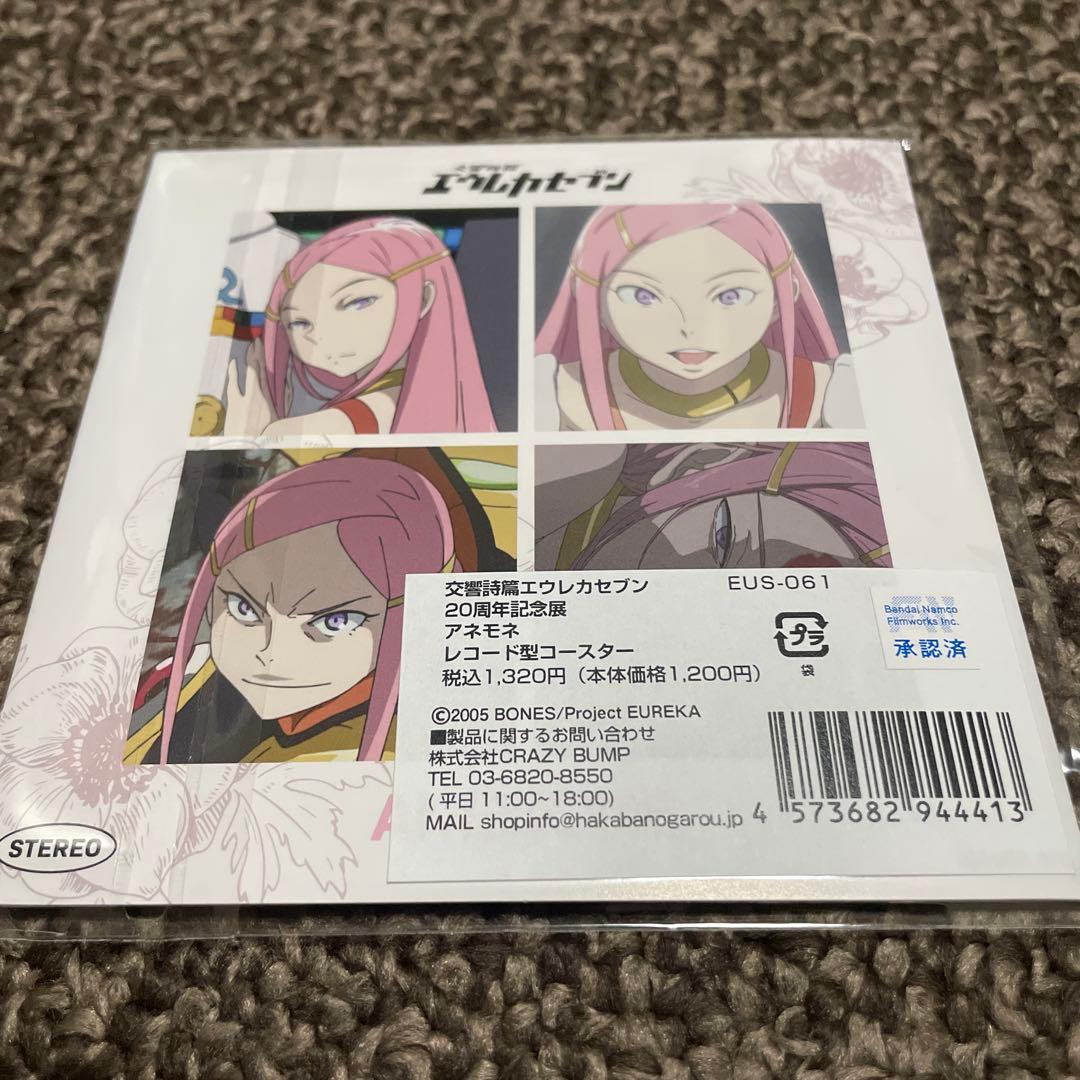 交響詩篇
エウレカセブン
2
交響詩篇エウレカセブン EUS-061
20周年記念展
アネモネ
レコード型コースター
税込1,320円（本体価格1,200円）
プラ
袋
Bandai Namco
Filmworks Inc.
承認済
©2005 BONES/Project EUREKA
■製品に関するお問い合わせ
株式会社CRAZY BUMP
TEL 03-6820-8550
( 平日 11:00~18:00)
MAIL shopinfo@hakabanogarou.jp
4 573682 944413
STEREO